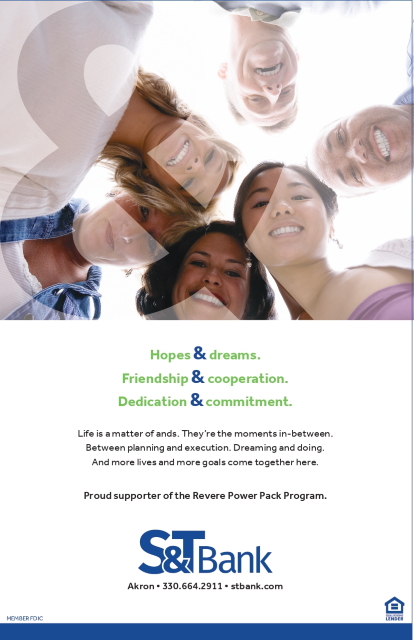 Hopes & dreams.
Friendship & cooperation.
Dedication & commitment.
Life is a matter of ands. They're the moments in-between.
Between planning and execution. Dreaming and doing.
And more lives and more goals come together here.
Proud supporter of the Revere Power Pack Program.
S&T Bank
Akron • 330.664.2911 • stbank.com
MEMBER FDIC
LENDER